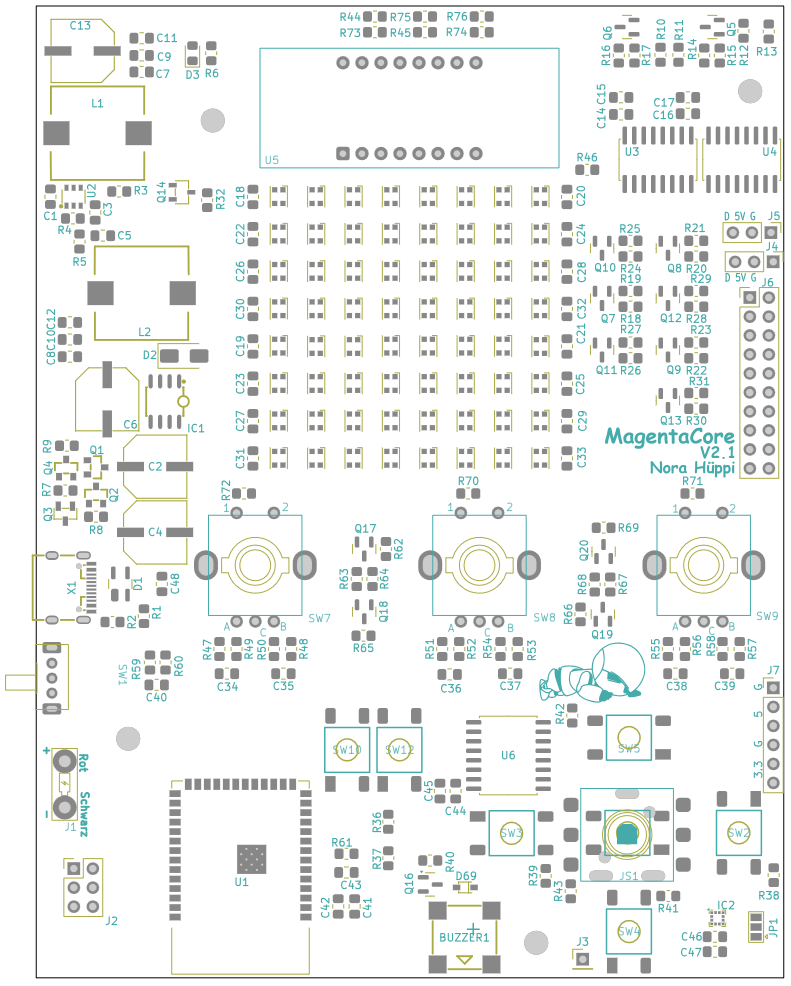 C13
C11
C9
C7
D3
R6
R44
R75
R76
R73
R45
R74
Q6
R16
R17
R10
R11
R14
Q5
R15
R12
R13
L1
C15
C14
C17
C16
U5
U3
U4
R46
U2
C1
C3
R3
R4
R5
C5
Q14
R32
C18
C20
C22
C24
C26
C28
C30
C32
C19
C21
C23
C25
C27
C29
C31
C33
D 5V G
J5
J4
D 5V G
J6
R25
R21
Q10
Q8
R24
R20
R19
R29
Q7
Q12
R18
R28
R27
R23
Q11
Q9
R26
R22
R31
Q13
R30
L2
C12
C10
C8
D2
C6
IC1
MagentaCore
V2.1
Nora Hüppi
R9
Q1
Q4
C2
R7
Q2
Q3
R8
C4
R72
R70
R71
1
2
1
2
1
2
Q17
R62
R63
R64
Q18
R65
Q20
R69
R68
R67
R66
Q19
X1
D1
C48
R2
R1
SW7
SW8
SW9
A
C
B
A
C
B
A
C
B
R47
R49
R50
R48
R51
R52
R54
R53
R55
R56
R58
R57
C34
C35
C36
C37
C38
C39
SW1
R59
R60
C40
J7
G
5
G
3.3
R42
SW10
SW12
U6
SW5
+
Rot
Schwarz
-
J1
C45
C44
R36
R37
R61
C43
C42
C41
SW3
JS1
SW2
Q16
R40
D69
R39
R43
R41
R38
U1
J2
BUZZER1
+
SW4
J3
IC2
C46
C47
JP1